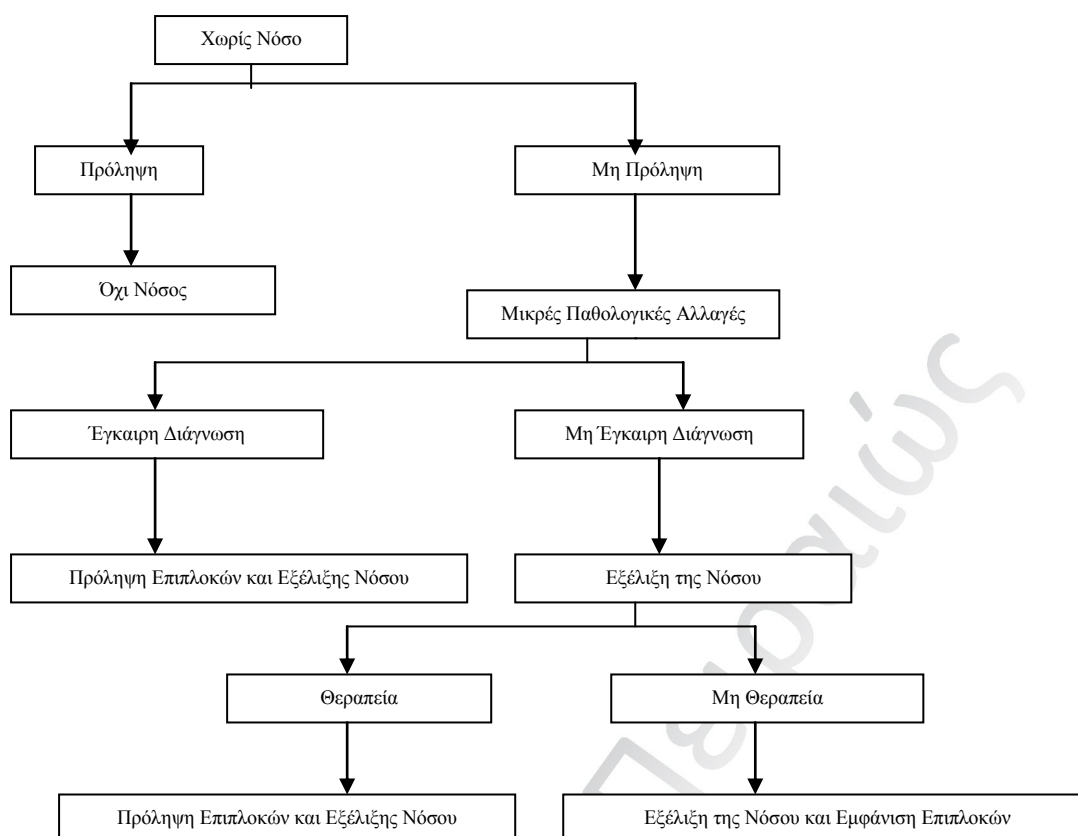 Χωρίς Νόσο
Πρόληψη
Μη Πρόληψη
Όχι Νόσος
Μικρές Παθολογικές Αλλαγές
Έγκαιρη Διάγνωση
Μη Έγκαιρη Διάγνωση
Πρόληψη Επιπλοκών και Εξέλιξης Νόσου
Εξέλιξη της Νόσου
Θεραπεία
Μη Θεραπεία
Πρόληψη Επιπλοκών και Εξέλιξης Νόσου
Εξέλιξη της Νόσου και Εμφάνιση Επιπλοκών
Πειραιώς